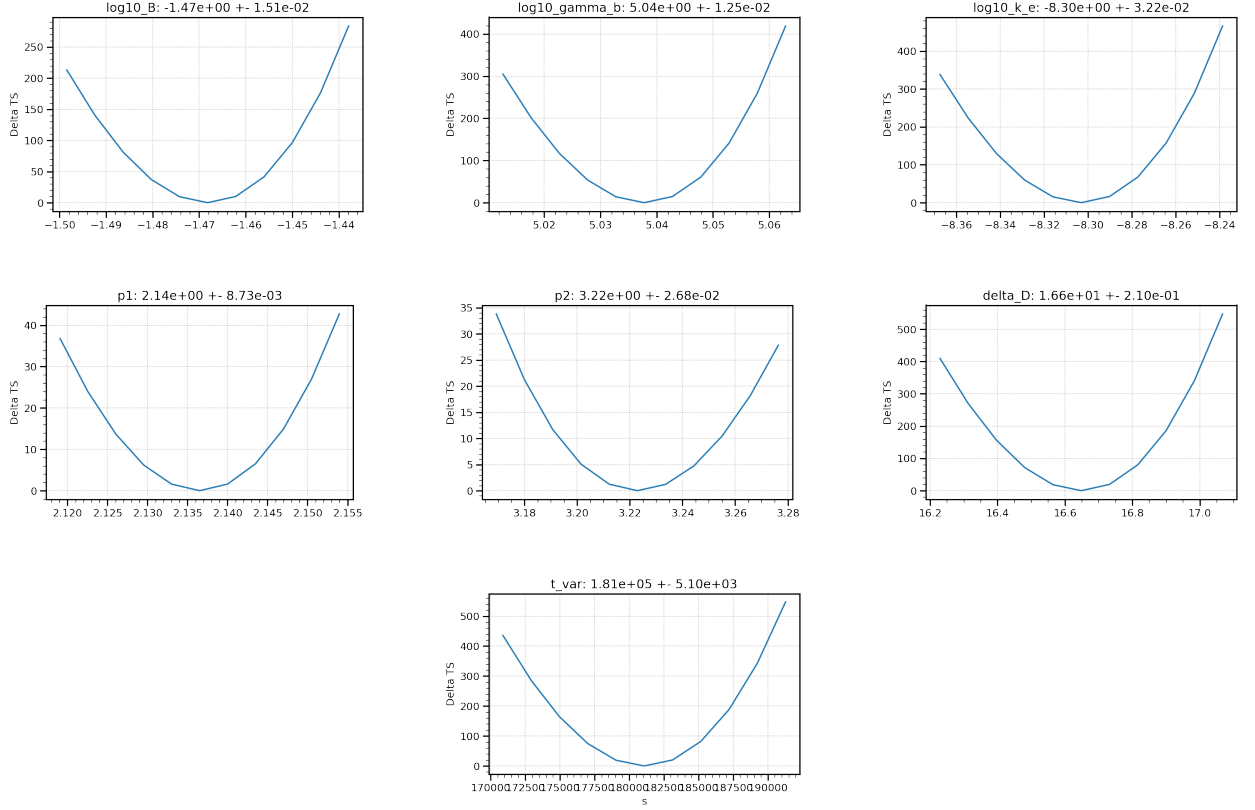 log10_B: -1.47e+00 +- 1.51e-02
Delta TS
250
200
150
100
50
0
−1.50 −1.49 −1.48 −1.47 −1.46 −1.45 −1.44
log10_gamma_b: 5.04e+00 +- 1.25e-02
Delta TS
400
300
200
100
0
5.02 5.03 5.04 5.05 5.06
log10_k_e: -8.30e+00 +- 3.22e-02
Delta TS
400
300
200
100
0
−8.36 −8.34 −8.32 −8.30 −8.28 −8.26 −8.24
p1: 2.14e+00 +- 8.73e-03
Delta TS
40
30
20
10
0
2.120 2.125 2.130 2.135 2.140 2.145 2.150 2.155
p2: 3.22e+00 +- 2.68e-02
Delta TS
35
30
25
20
15
10
5
0
3.18 3.20 3.22 3.24 3.26 3.28
delta_D: 1.66e+01 +- 2.10e-01
Delta TS
500
400
300
200
100
0
16.2 16.4 16.6 16.8 17.0
t_var: 1.81e+05 +- 5.10e+03
Delta TS
500
400
300
200
100
0
170000 172500 175000 177500 180000 182500 185000 187500 190000
s